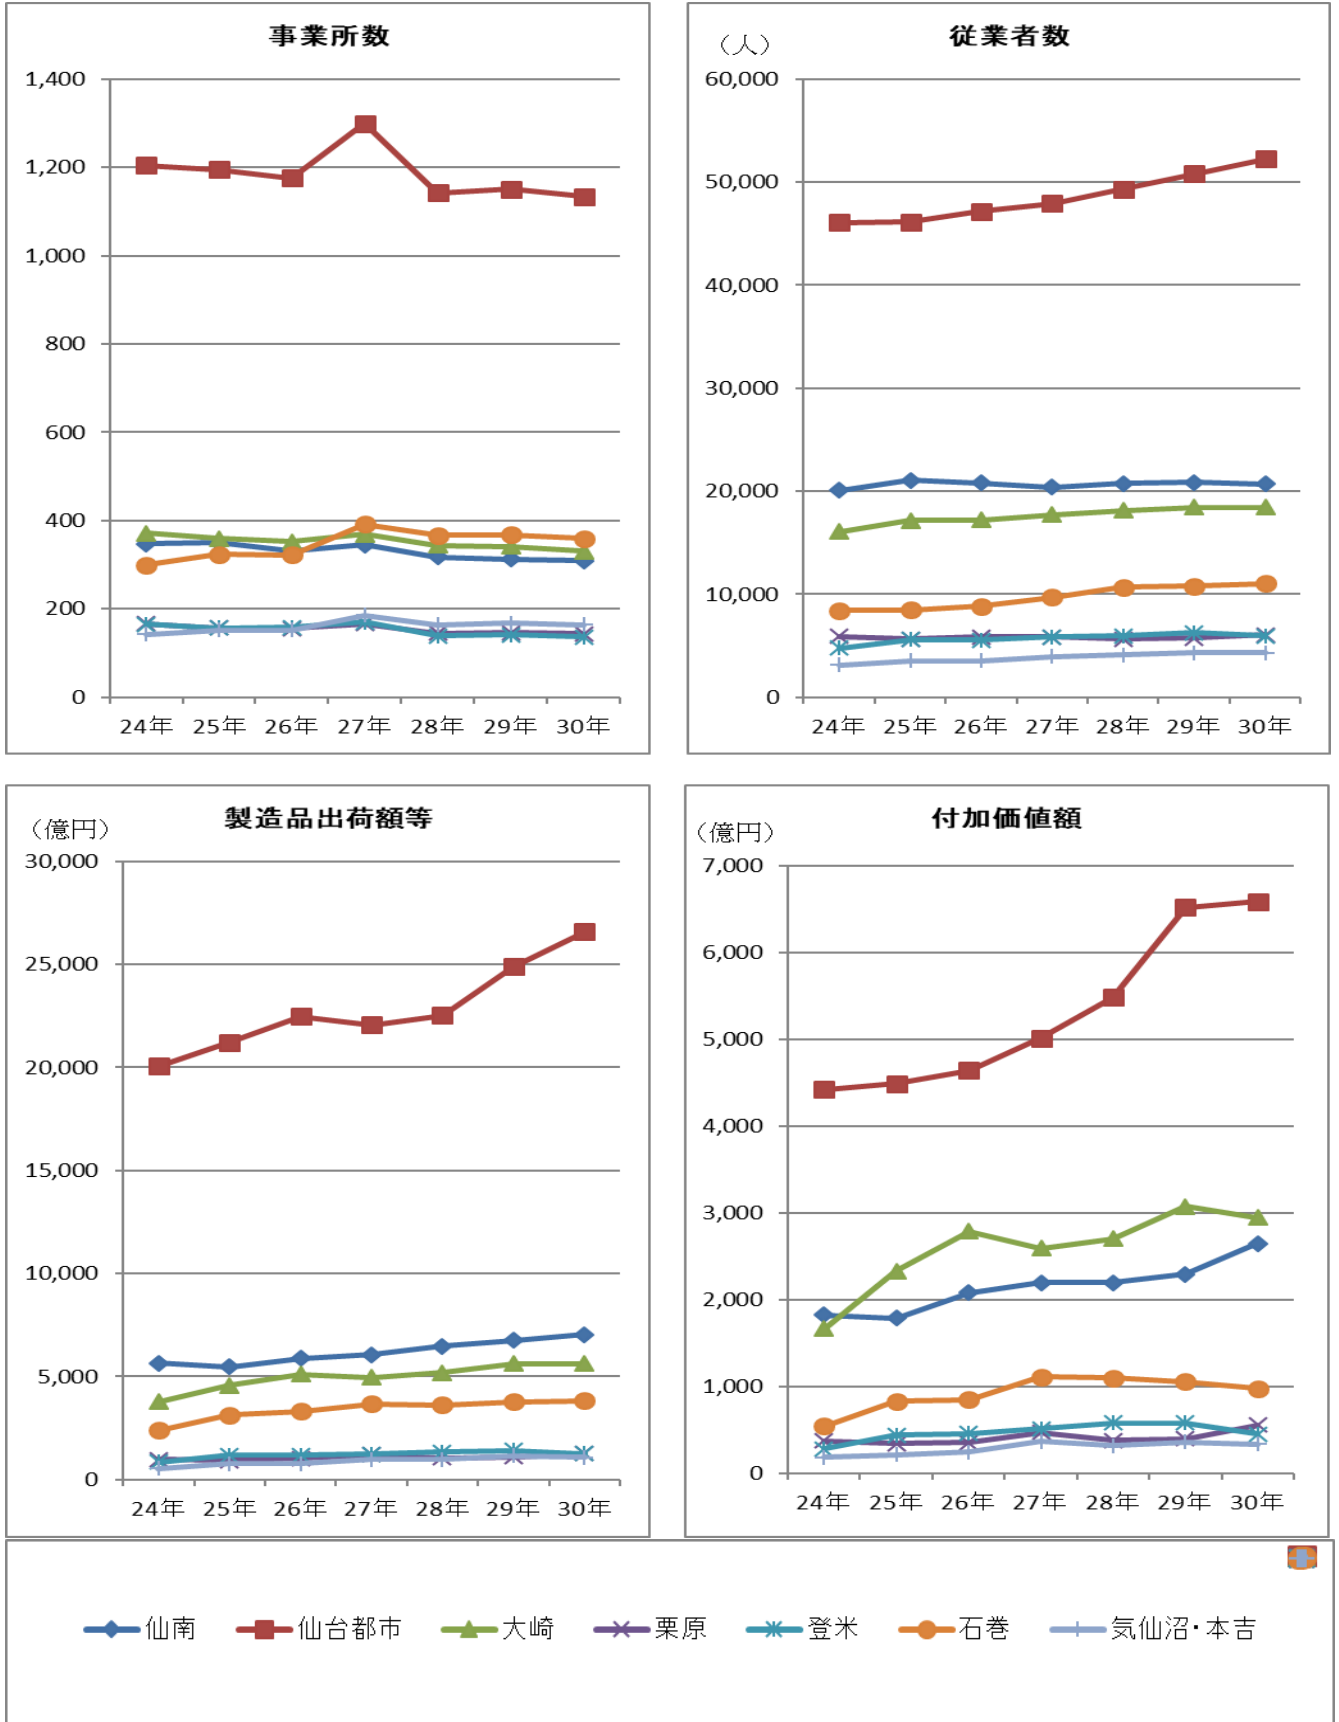 事業所数
1,400
1,200
1,000
800
600
400
200
0
24年 25年 26年 27年 28年 29年 30年
従業者数
（人）
60,000
50,000
40,000
30,000
20,000
10,000
0
24年 25年 26年 27年 28年 29年 30年
製造品出荷額等
（億円）
30,000
25,000
20,000
15,000
10,000
5,000
0
24年 25年 26年 27年 28年 29年 30年
付加価値額
（億円）
7,000
6,000
5,000
4,000
3,000
2,000
1,000
0
24年 25年 26年 27年 28年 29年 30年
仙南 仙台都市 大崎 栗原 登米 石巻 気仙沼・本吉